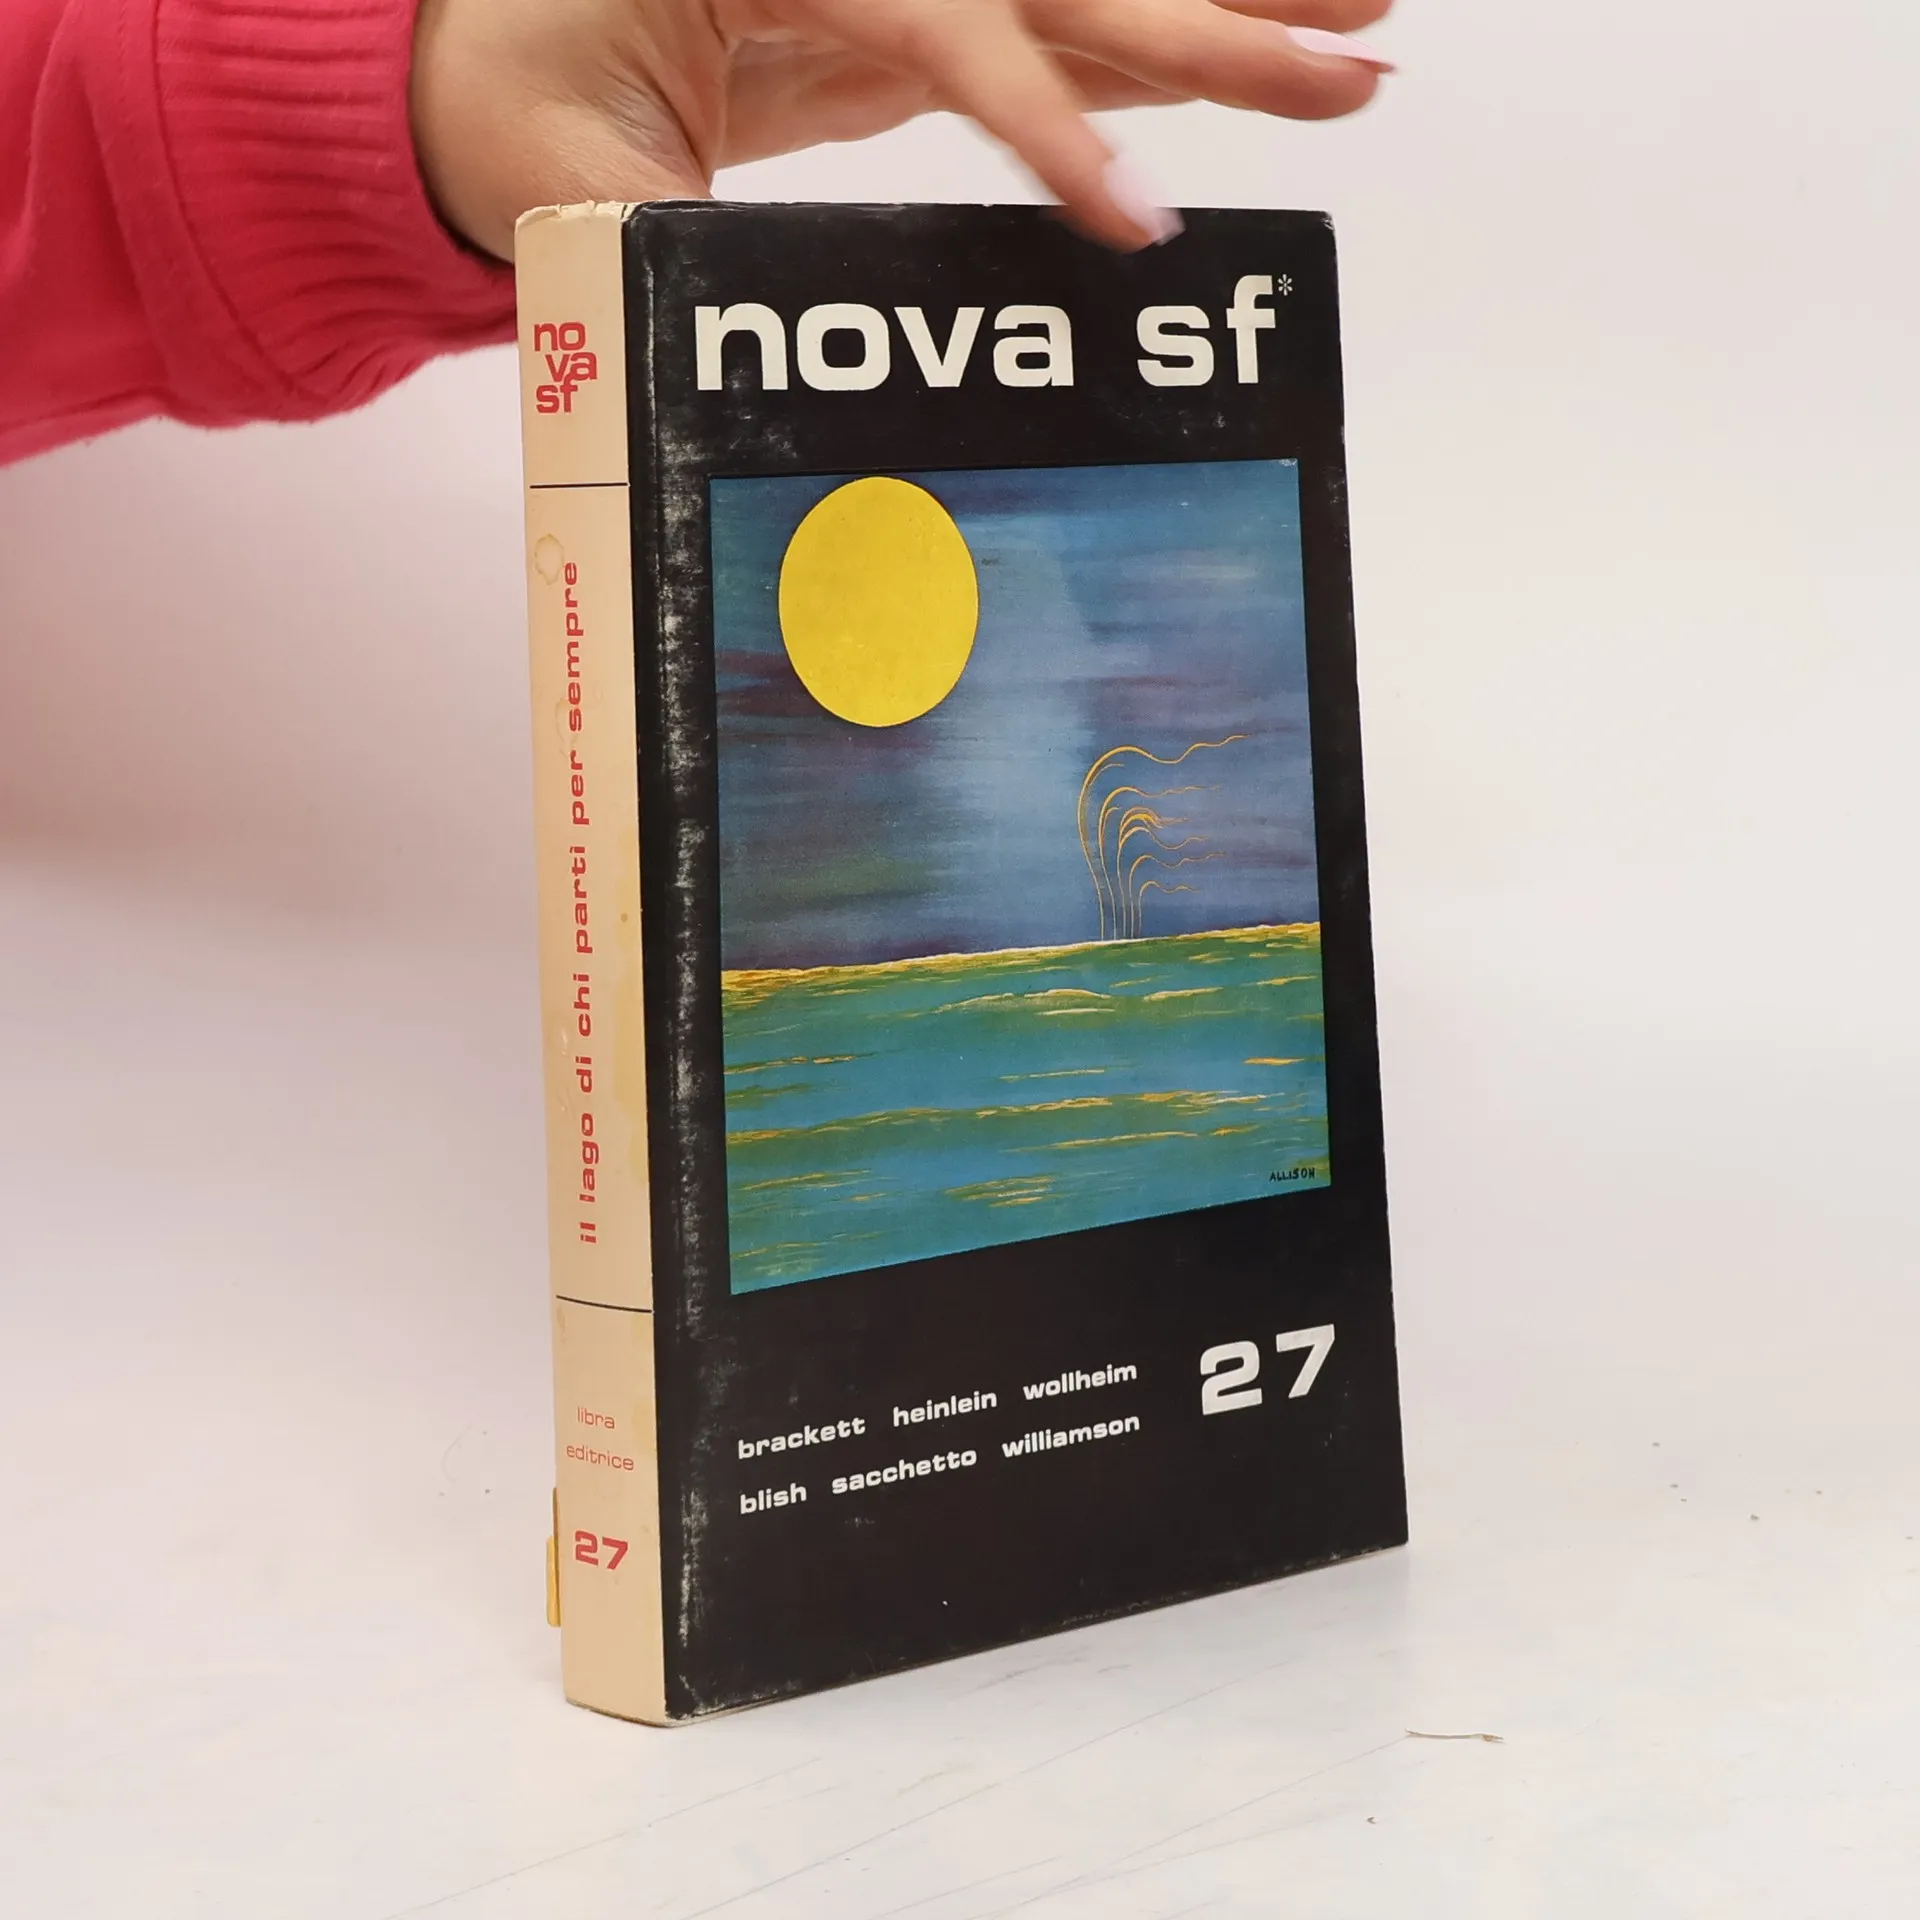 no
va
sf
il lago di chi partì per sempre
libra
editrice
27
nova sf*
ALLISON
brackett heinlein wollheim
blish sacchetto williamson
27